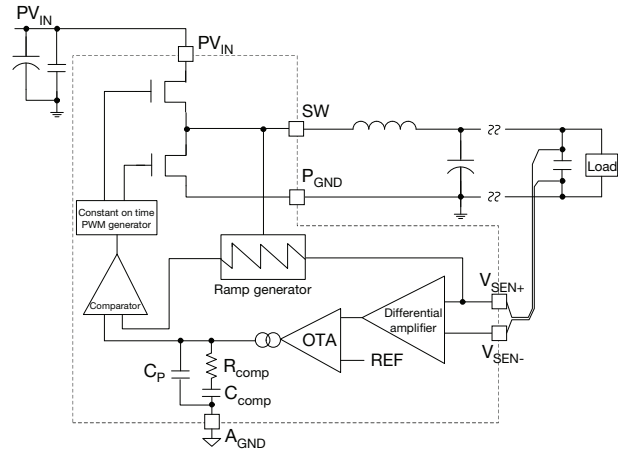 PVIN
PVIN
SW
PGND
Load
Constant on time
PWM generator
Comparator
Ramp generator
VSEN+
VSEN-
Differential
amplifier
OTA
REF
CP
Rcomp
Ccomp
AGND